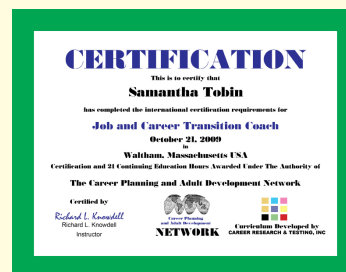 CERTIFICATION
This is to certify that
Samantha Tobin
has completed the international certification requirements for
Job and Career Transition Coach
October 21, 2009
in
Waltham, Massachusetts USA
Certification and 21 Continuing Education Hours Awarded Under The Authority of
The Career Planning and Adult Development Network
Certified by
Richard L. Knowdell
Richard L. Knowdell
Instructor
Career Planning
and Adult Development
NETWORK
Curriculum Developed by
CAREER RESEARCH & TESTING, INC